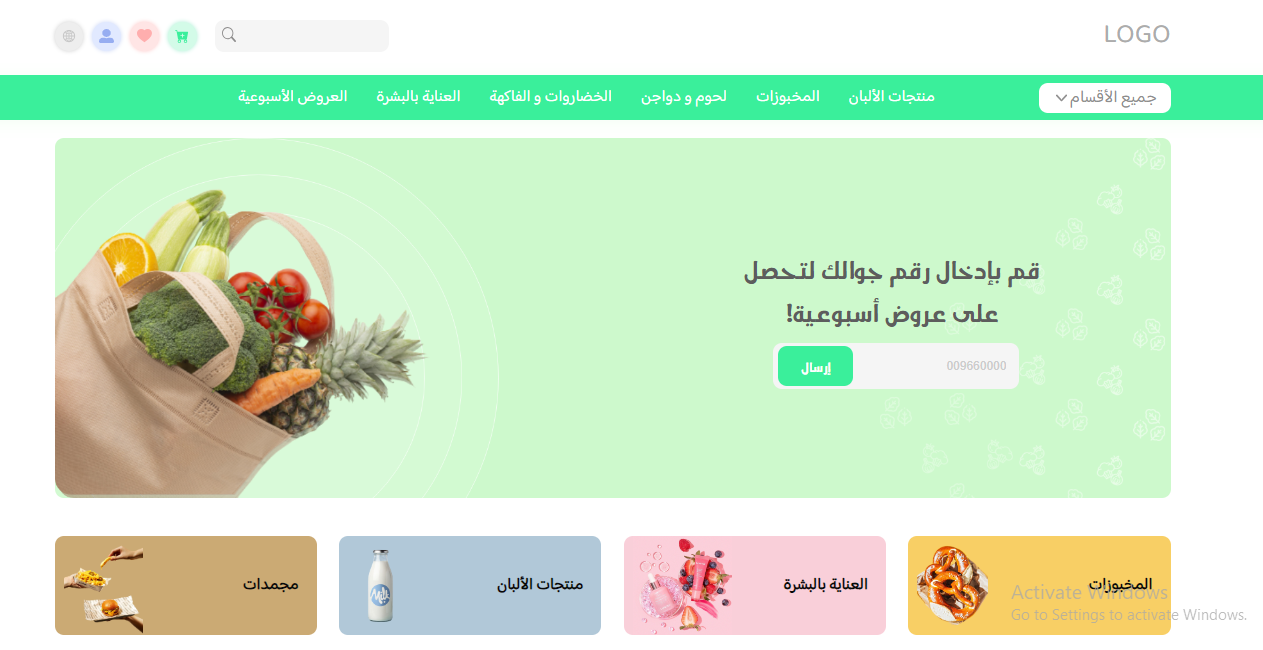 LOGO
جميع الأقسام
منتجات الألبان
المخبوزات
لحوم و دواجن
الخضاروات و الفاكهة
العناية بالبشرة
العروض الأسبوعية
قم بإدخال رقم جوالك لتحصل
على عروض أسبوعية!
009660000
إرسال
المخبوزات
العناية بالبشرة
منتجات الألبان
Milk
مجمدات
Activate Windows
Go to Settings to activate Windows.